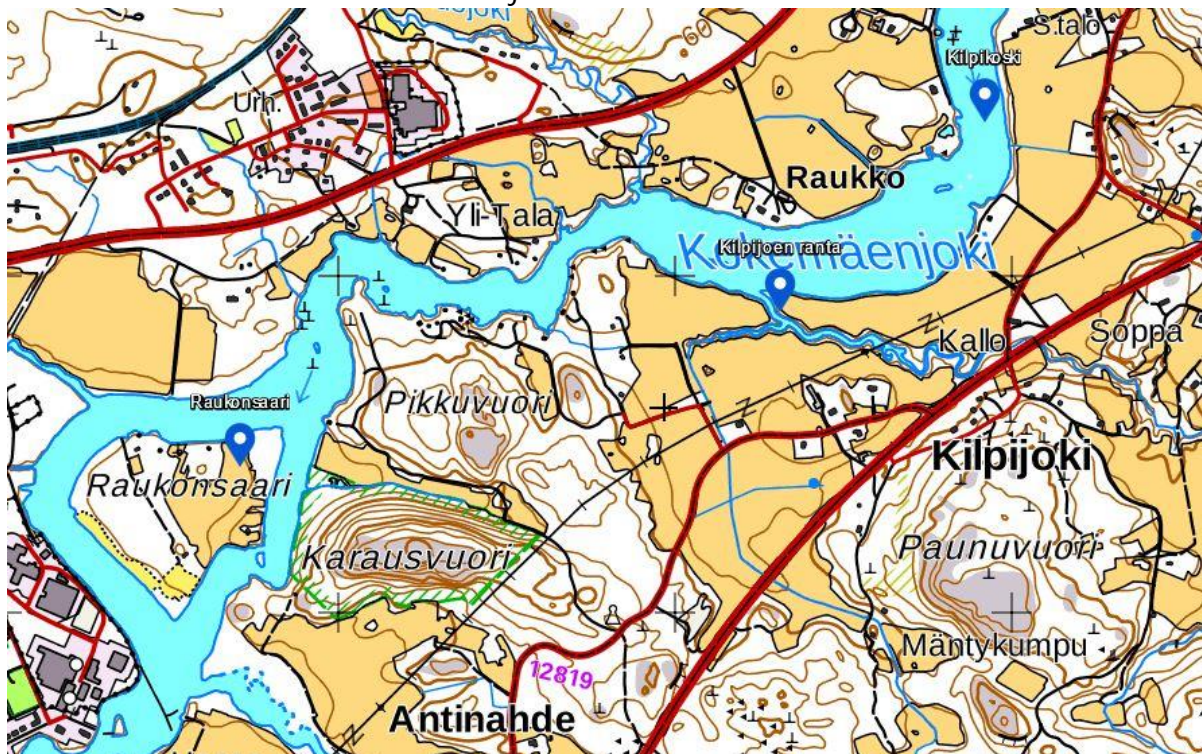 S.talo
Kilpikoski
Urh.
Raukko
Yli-Tala
Kilpijoen ranta
Kokemäenjoki
Kallo
Soppa
Raukonsaari
Pikkuvuori
Raukonsaari
Kilpijoki
Karausvuori
Paunuvuori
Mäntykumpu
12819
Antinahde